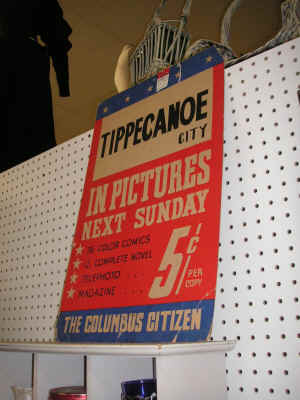 TIPPECANOE
CITY
IN PICTURES
NEXT SUNDAY
COLOR COMICS
COMPLETE NOVEL
TELEPHOTO . . .
MAGAZINE . . .
5¢
PER
COPY
THE COLUMBUS CITIZEN